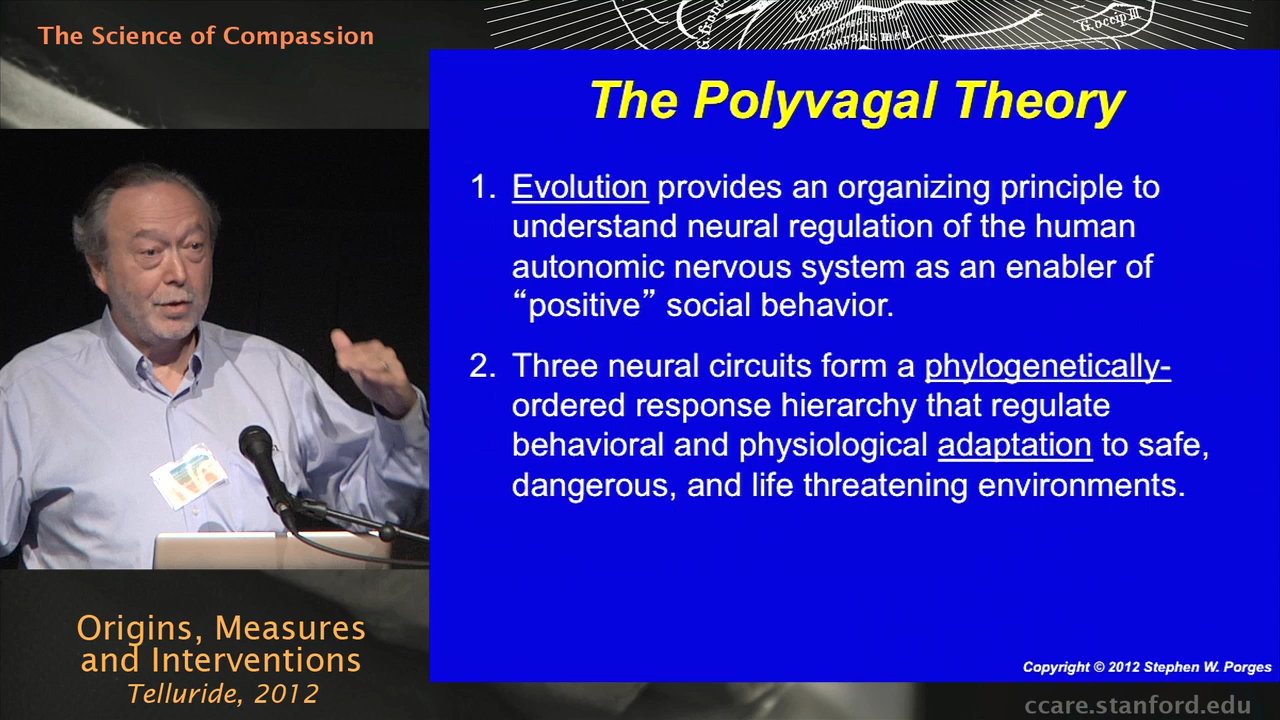 The Science of Compassion
G.occip III
The Polyvagal Theory
1. Evolution provides an organizing principle to
understand neural regulation of the human
autonomic nervous system as an enabler of
“positive” social behavior.
2. Three neural circuits form a phylogenetically-
ordered response hierarchy that regulate
behavioral and physiological adaptation to safe,
dangerous, and life threatening environments.
Origins, Measures
and Interventions
Telluride, 2012
Copyright © 2012 Stephen W. Porges
ccare.stanford.edu